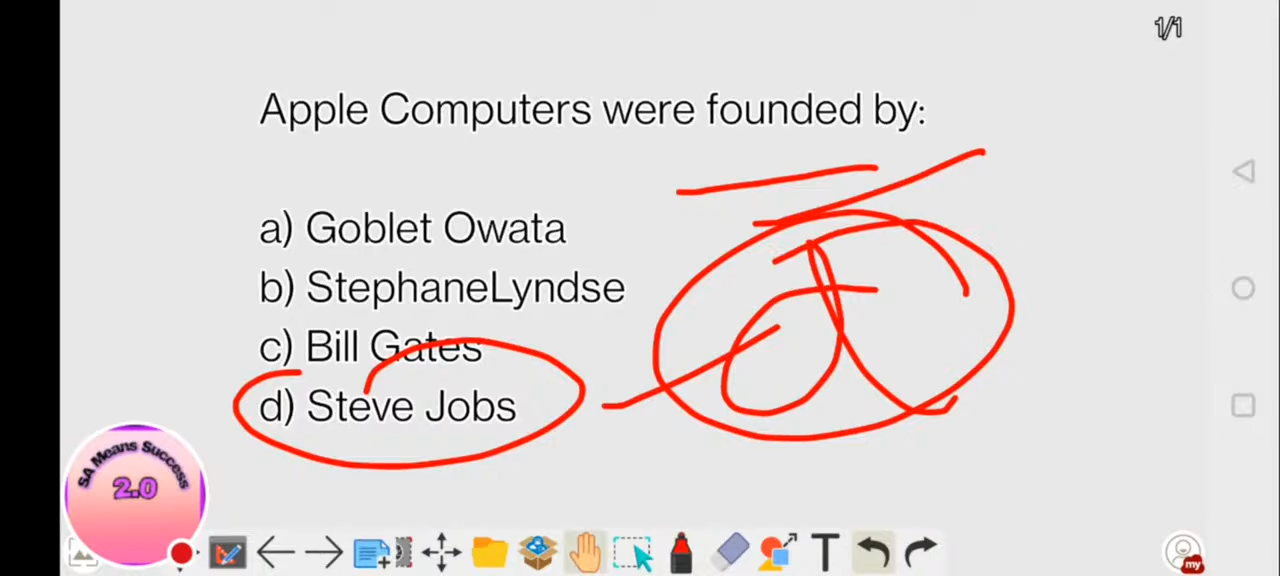 1/1
Apple Computers were founded by:
a) Goblet Owata
b) StephaneLyndse
c) Bill Gates
d) Steve Jobs
d
SA Means Success
2.0
T
my